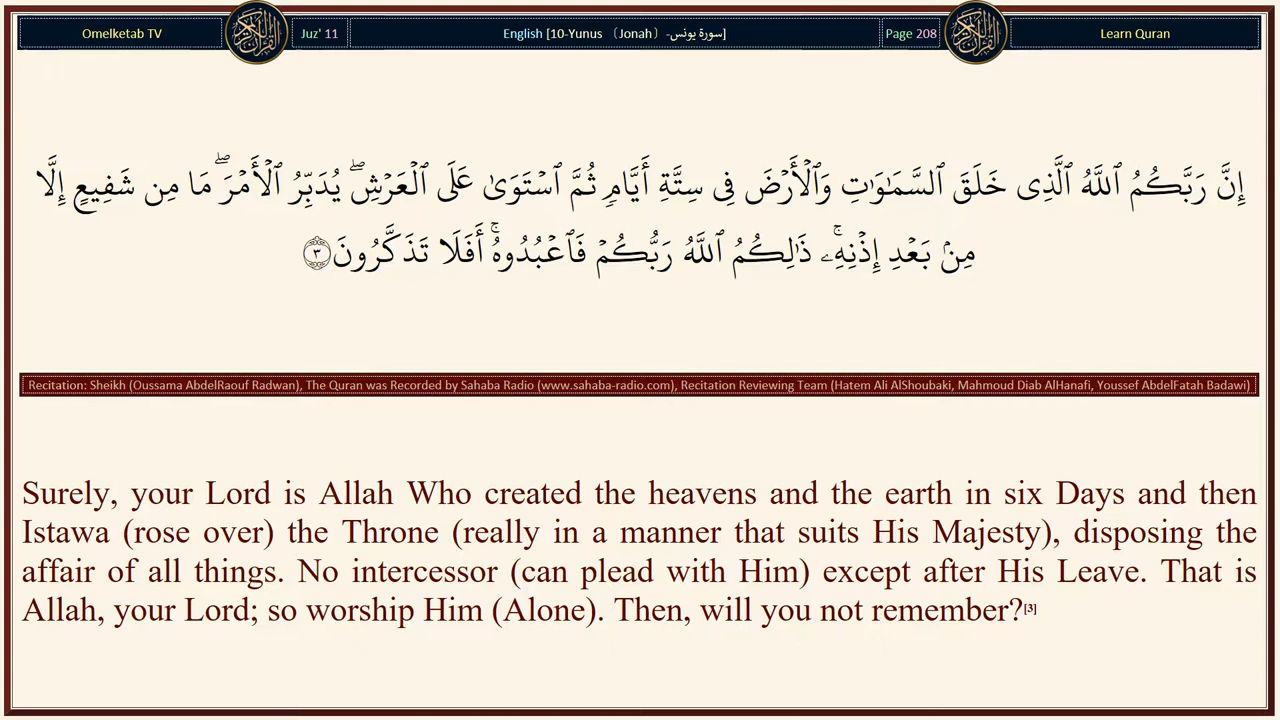 Omelketab TV
Juz' 11
English [10-Yunus （Jonah）-سورة يونس]
Page 208
Learn Quran
إِنَّ رَبَّكُمُ ٱللَّهُ ٱلَّذِى خَلَقَ ٱلسَّمَٰوَٰتِ وَٱلْأَرْضَ فِى سِتَّةِ أَيَّامٍۢ ثُمَّ ٱسْتَوَىٰ عَلَى ٱلْعَرْشِ ۖ يُدَبِّرُ ٱلْأَمْرَ ۖ مَا مِن شَفِيعٍ إِلَّا
مِنۢ بَعْدِ إِذْنِهِۦ ۚ ذَٰلِكُمُ ٱللَّهُ رَبُّكُمْ فَٱعْبُدُوهُ ۚ أَفَلَا تَذَكَّرُونَ ٣
Recitation: Sheikh (Oussama AbdelRaouf Radwan), The Quran was Recorded by Sahaba Radio (www.sahaba-radio.com), Recitation Reviewing Team (Hatem Ali AlShoubaki, Mahmoud Diab AlHanafi, Youssef AbdelFatah Badawi)
Surely, your Lord is Allah Who created the heavens and the earth in six Days and then
Istawa (rose over) the Throne (really in a manner that suits His Majesty), disposing the
affair of all things. No intercessor (can plead with Him) except after His Leave. That is
Allah, your Lord; so worship Him (Alone). Then, will you not remember?[3]